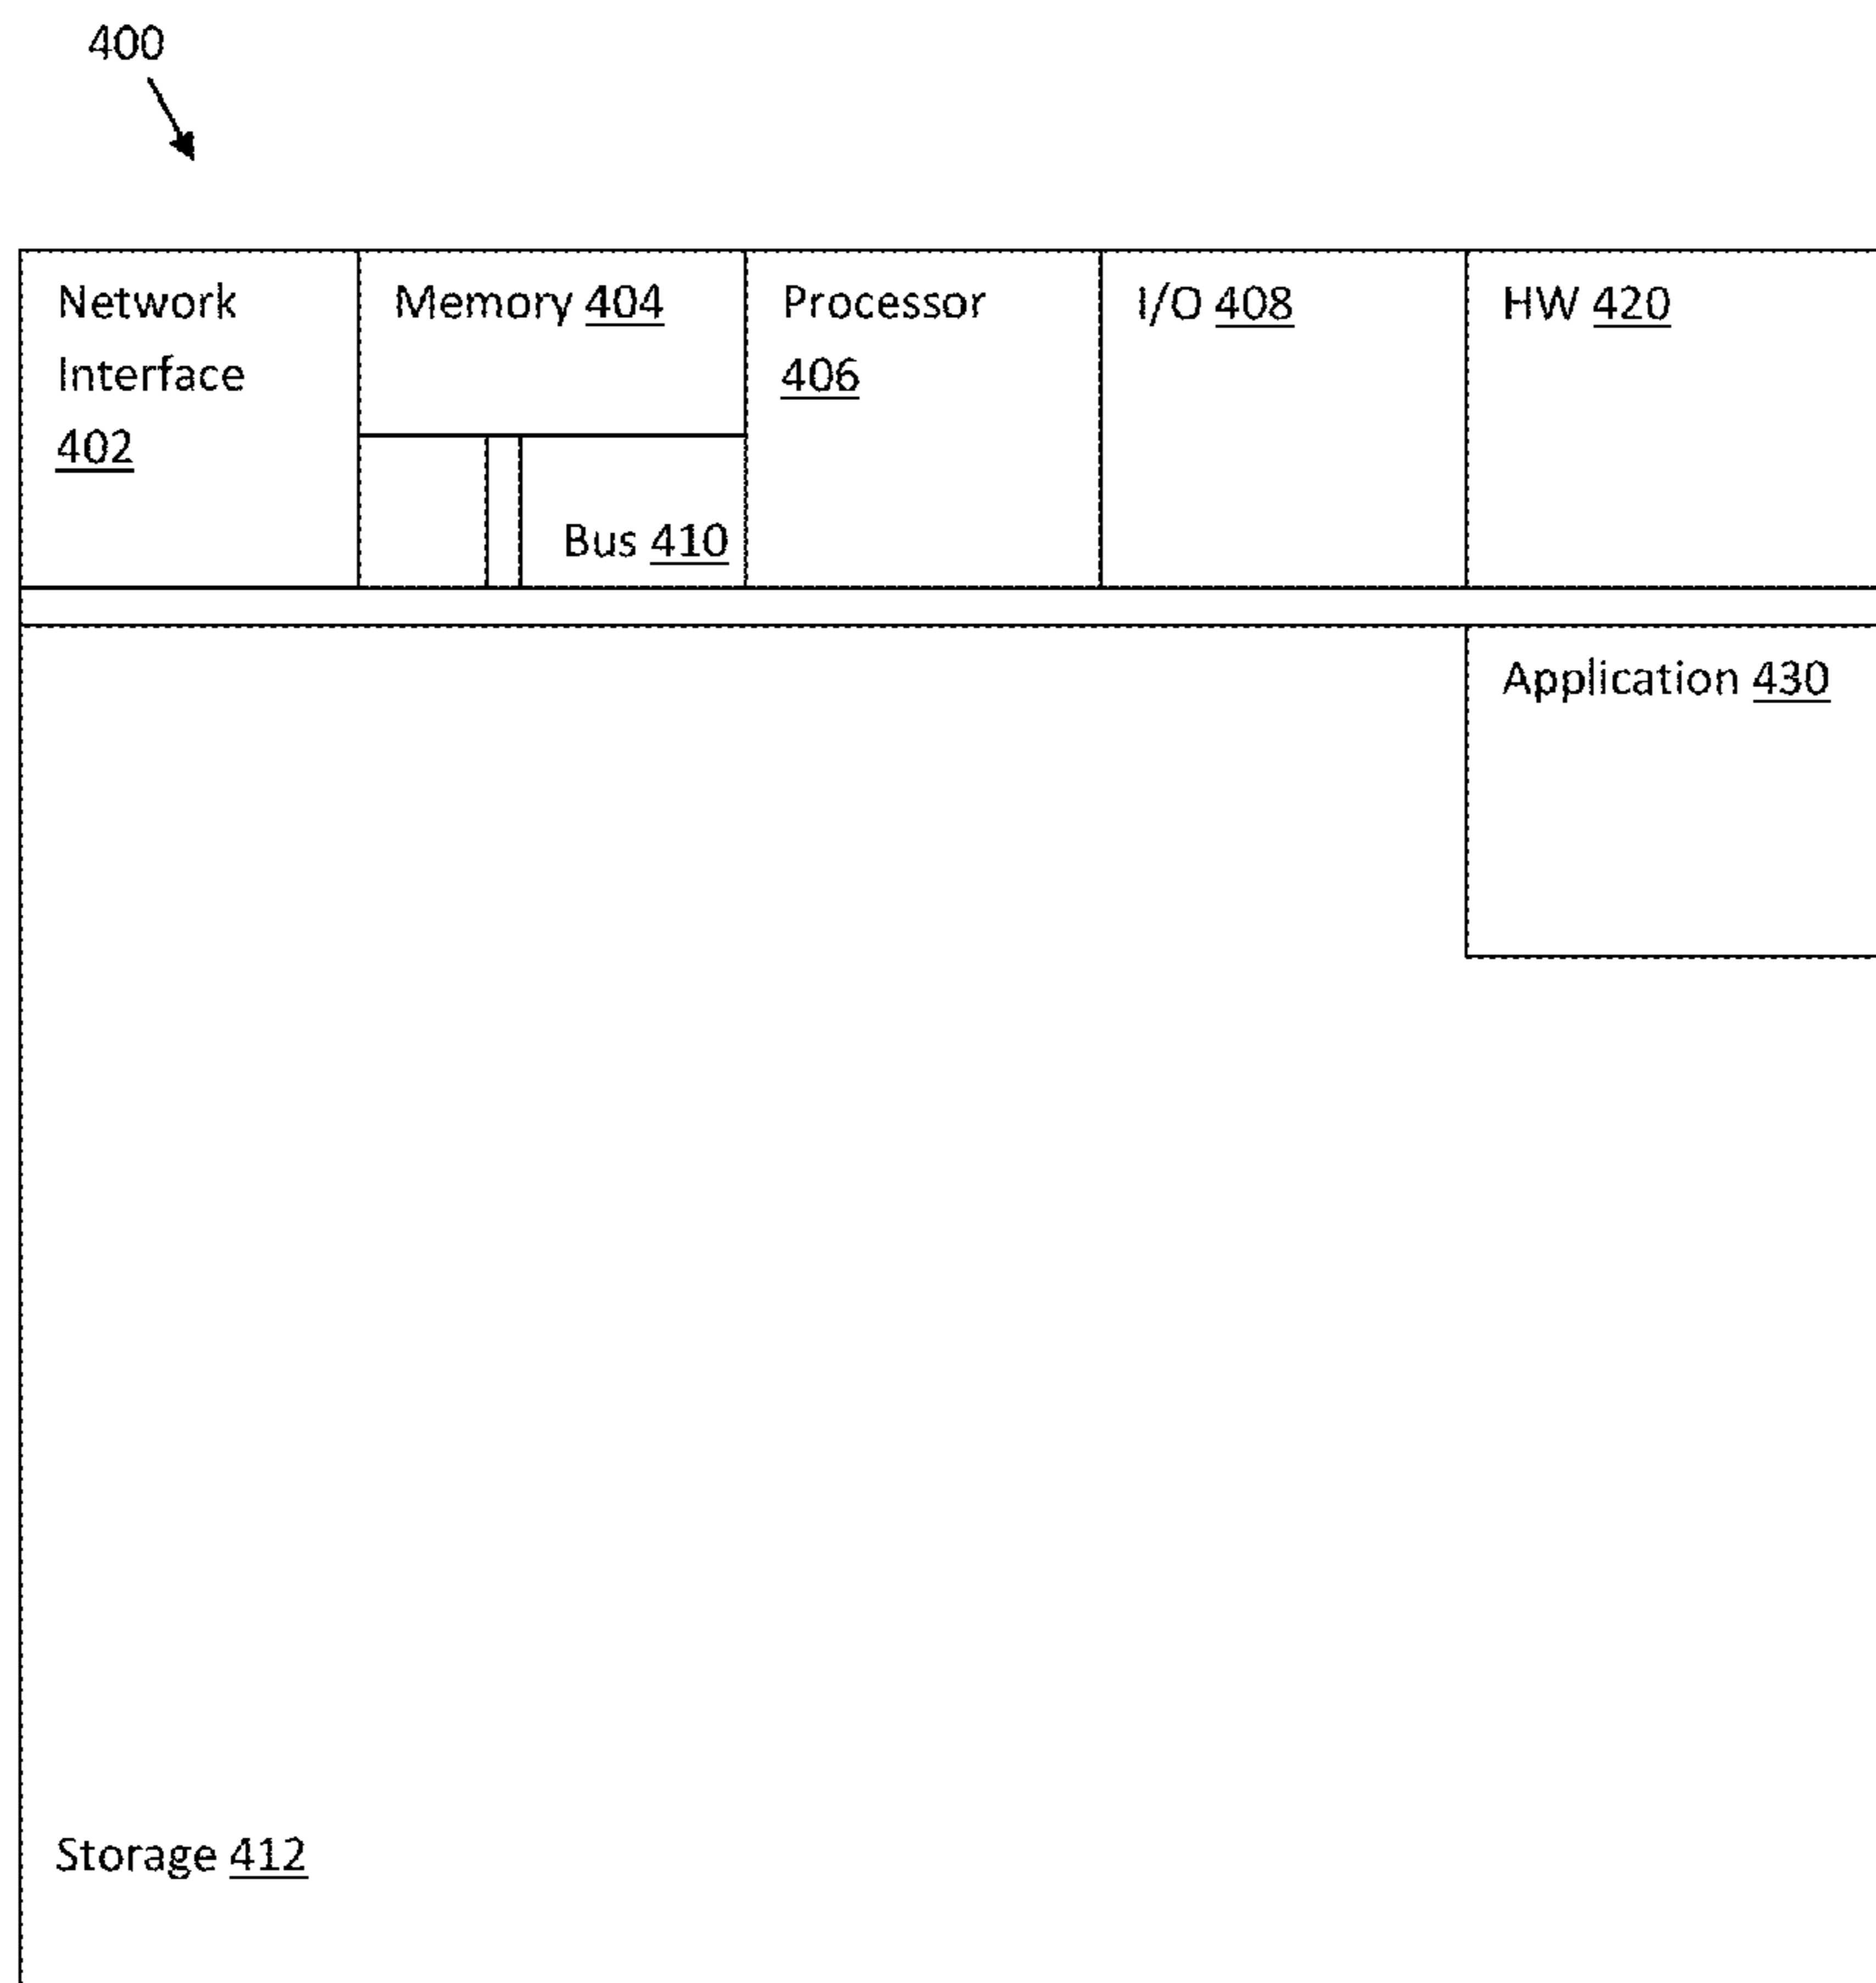 400
Network
Interface
402
Memory 404
Processor
406
I/O 408
HW 420
Bus 410
Application 430
Storage 412